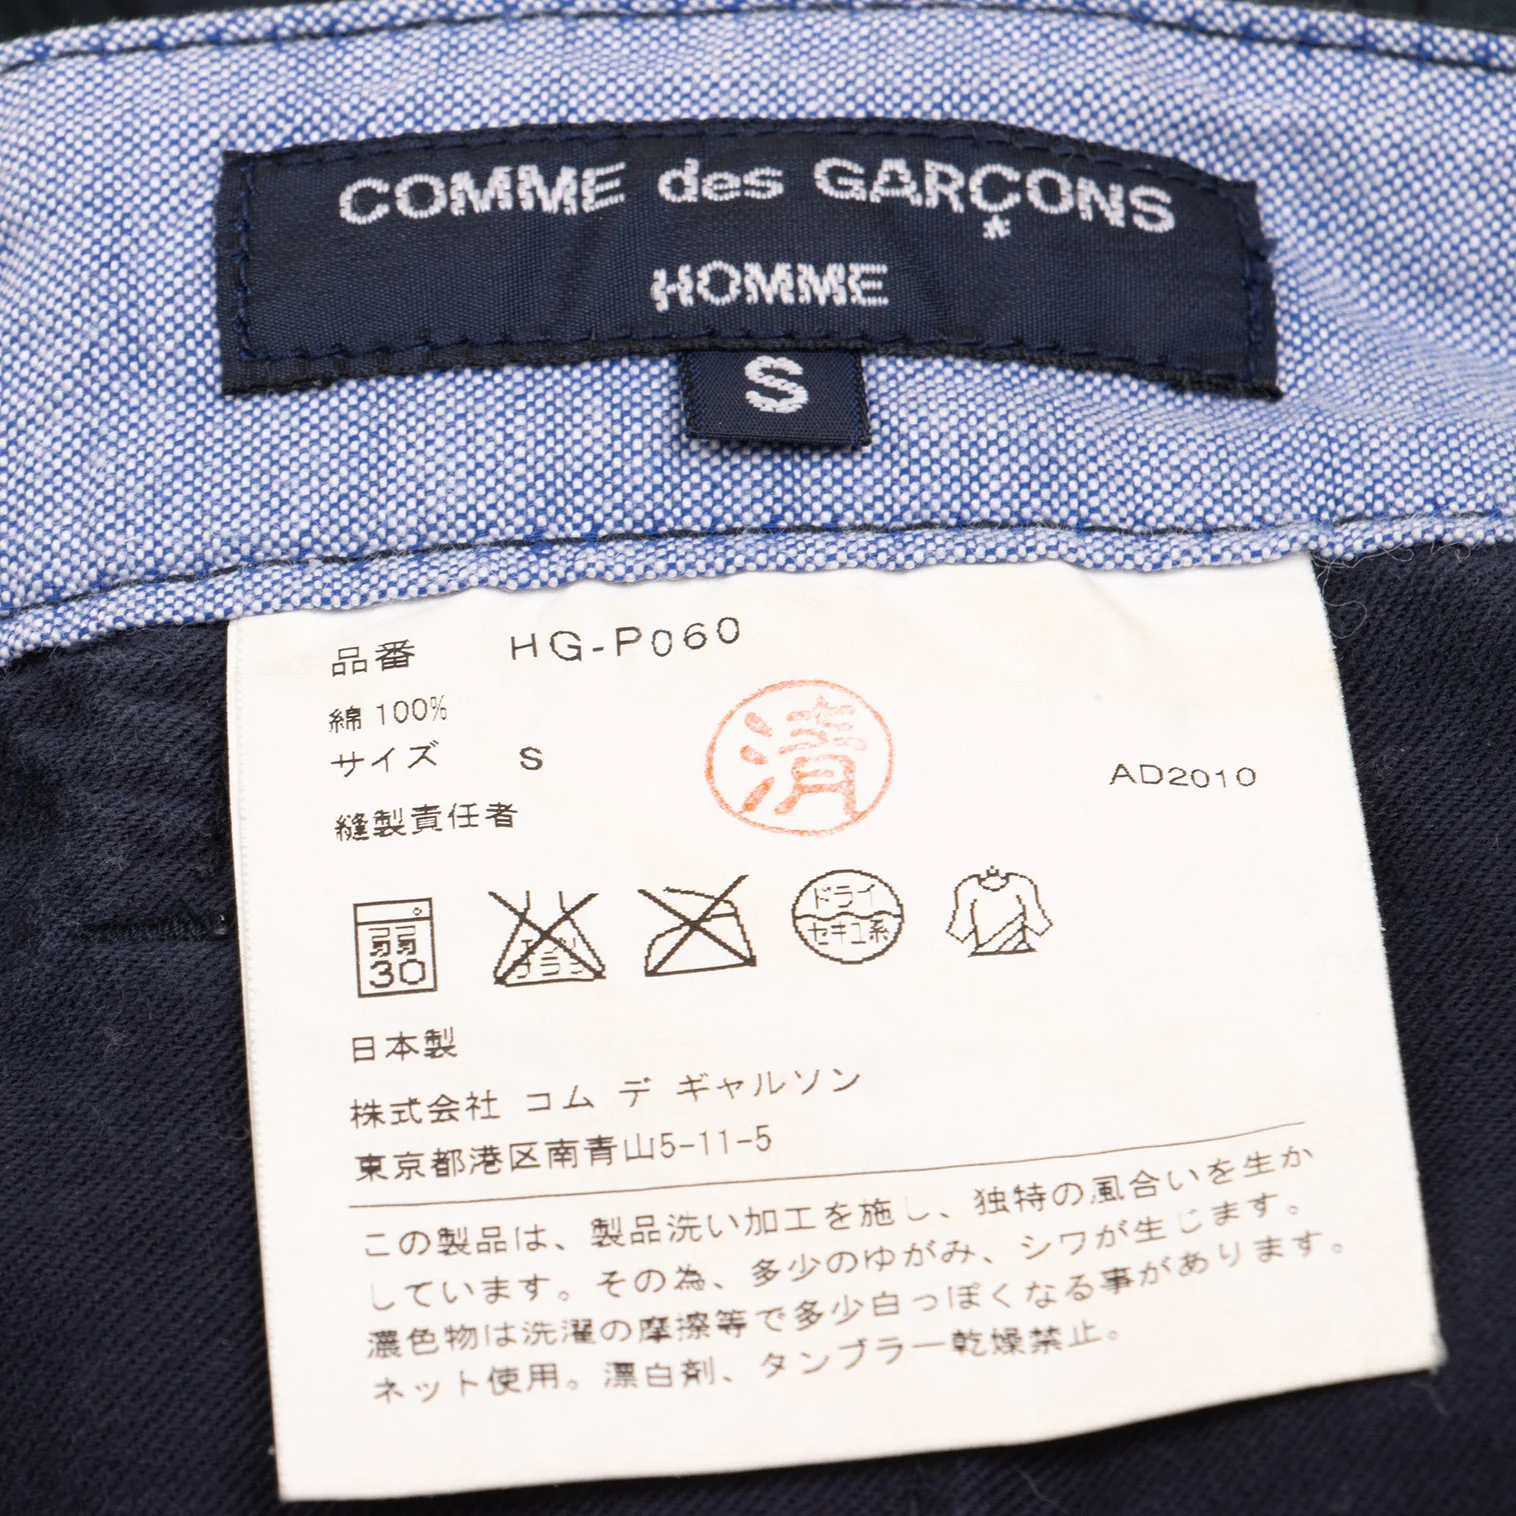 COMME des GARÇONS
HOMME
S
品番 HG-P060
綿 100%
サイズ S
清
AD2010
縫製責任者
弱 30
エンソ サラシ
ドライ
セキユ系
日本製
株式会社 コム デ ギャルソン
東京都港区南青山5-11-5
この製品は、製品洗い加工を施し、独特の風合いを生か
しています。その為、多少のゆがみ、シワが生じます。
濃色物は洗濯の摩擦等で多少白っぽくなる事があります。
ネット使用。漂白剤、タンブラー乾燥禁止。